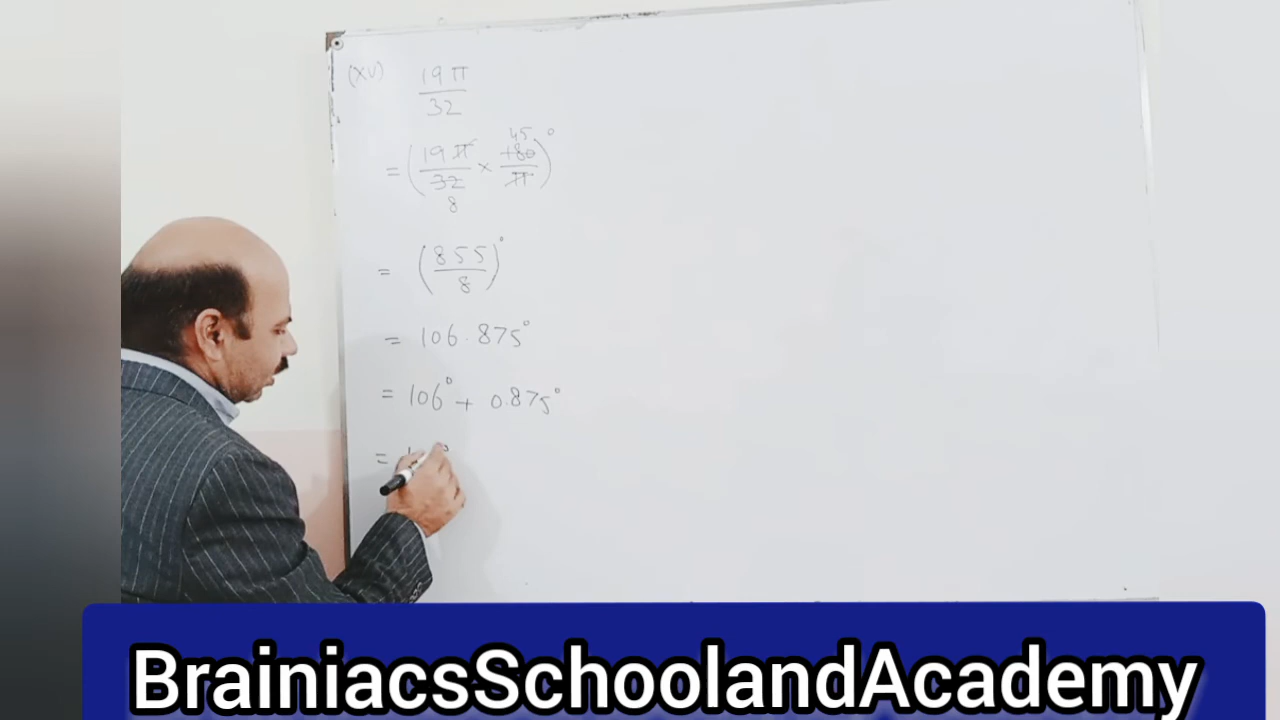 (XV) 19π/32
= (19π/32 × 180/π)° 45 8
= (855/8)°
= 106.875°
= 106° + 0.875°
=
BrainiacsSchoolandAcademy